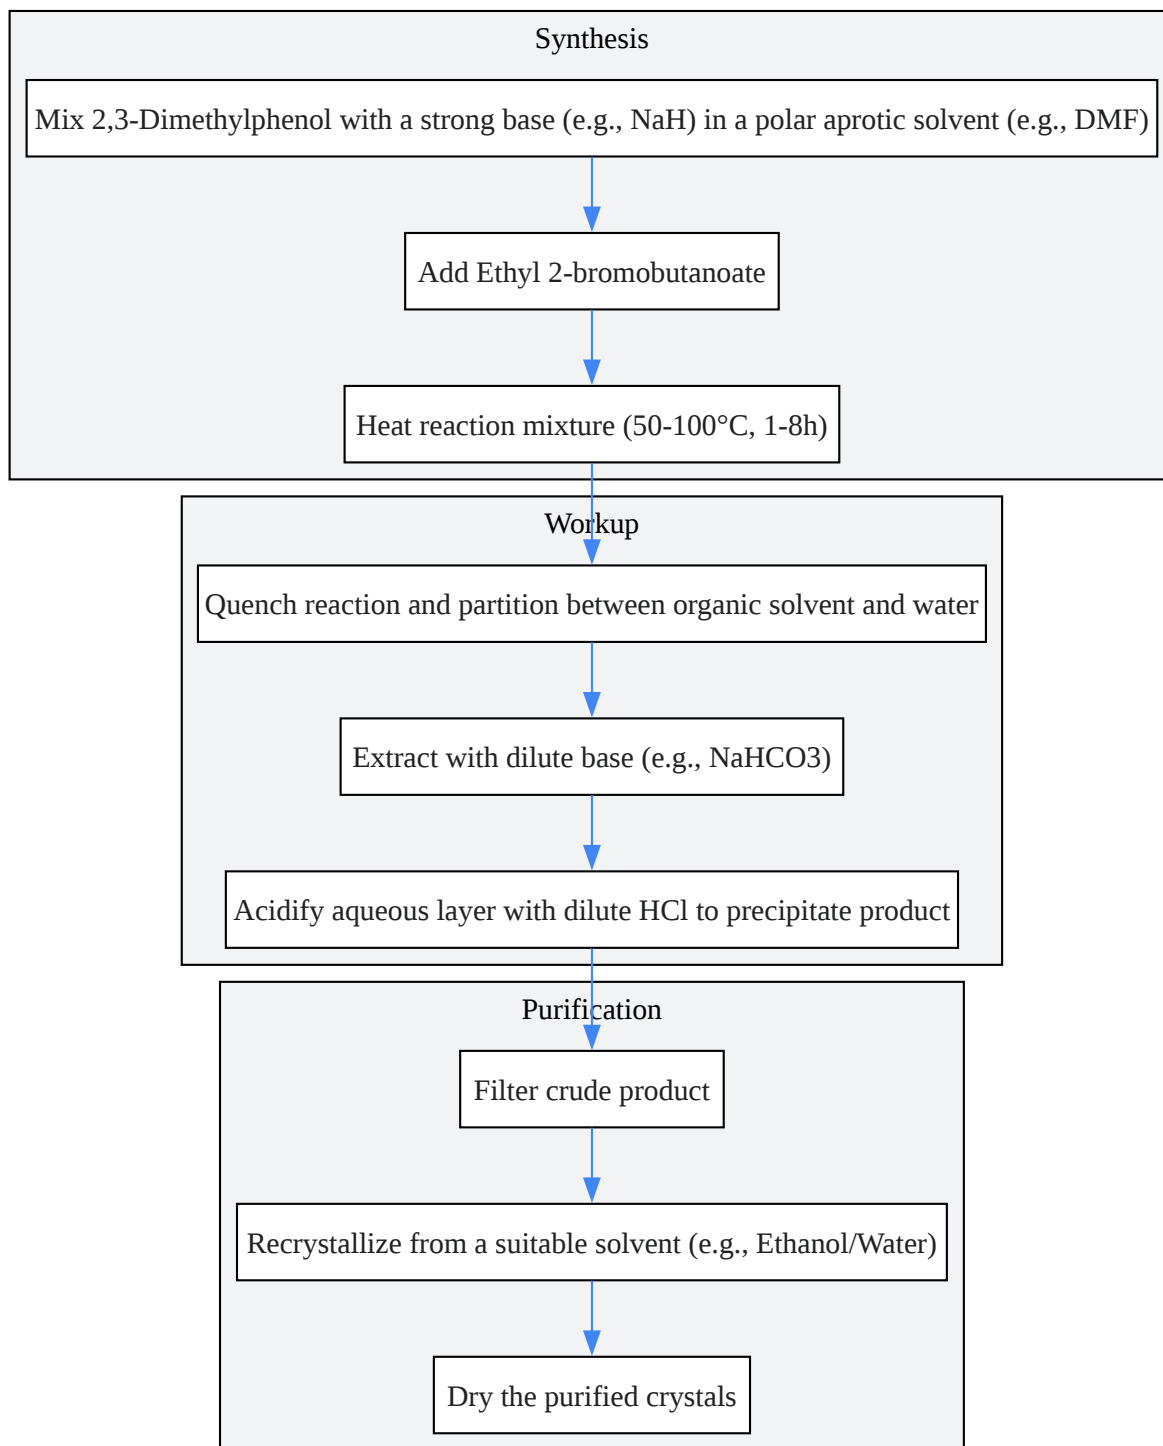 Synthesis
Mix 2,3-Dimethylphenol with a strong base (e.g., NaH) in a polar aprotic solvent (e.g., DMF)
Add Ethyl 2-bromobutanoate
Heat reaction mixture (50-100°C, 1-8h)
Workup
Quench reaction and partition between organic solvent and water
Extract with dilute base (e.g., NaHCO3)
Acidify aqueous layer with dilute HCl to precipitate product
Purification
Filter crude product
Recrystallize from a suitable solvent (e.g., Ethanol/Water)
Dry the purified crystals